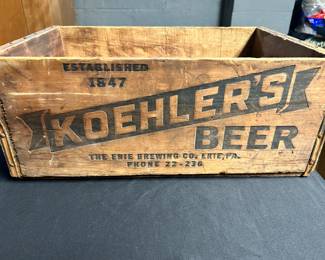 ESTABLISHED
1847
KOEHLER'S
BEER
THE ERIE BREWING CO. ERIE, PA.
PHONE 22-236